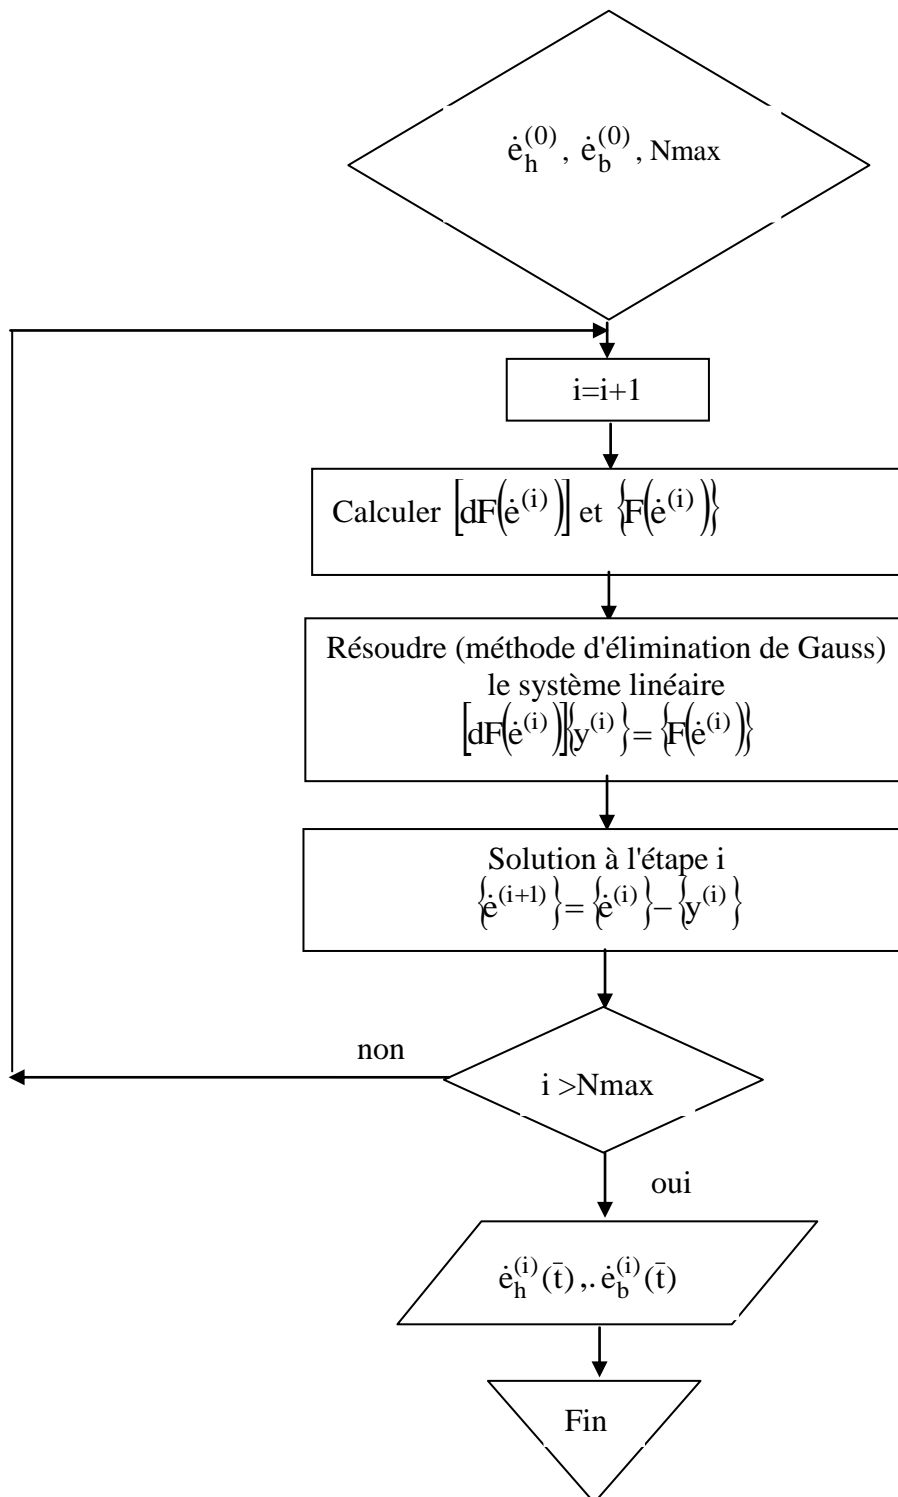 ė_h^(0), ė_b^(0), Nmax
i=i+1
Calculer [dF(ė^(i))] et {F(ė^(i))}
Résoudre (méthode d'élimination de Gauss)
le système linéaire
[dF(ė^(i))]{y^(i)} = {F(ė^(i))}
Solution à l'étape i
{ė^(i+1)} = {ė^(i)} − {y^(i)}
non
i >Nmax
oui
ė_h^(i)(t̄),. ė_b^(i)(t̄)
Fin